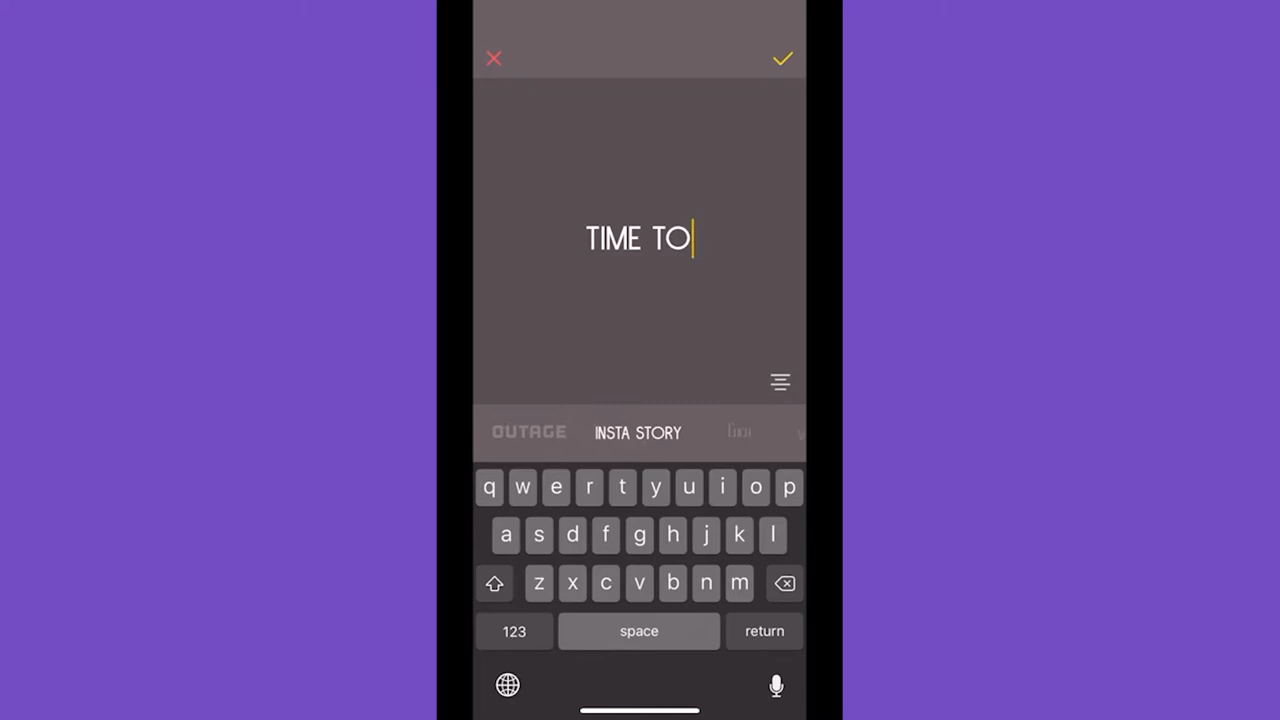 TIME TO
OUTAGE INSTA STORY
q w e r t y u i o p
a s d f g h j k l
z x c v b n m
123 space return